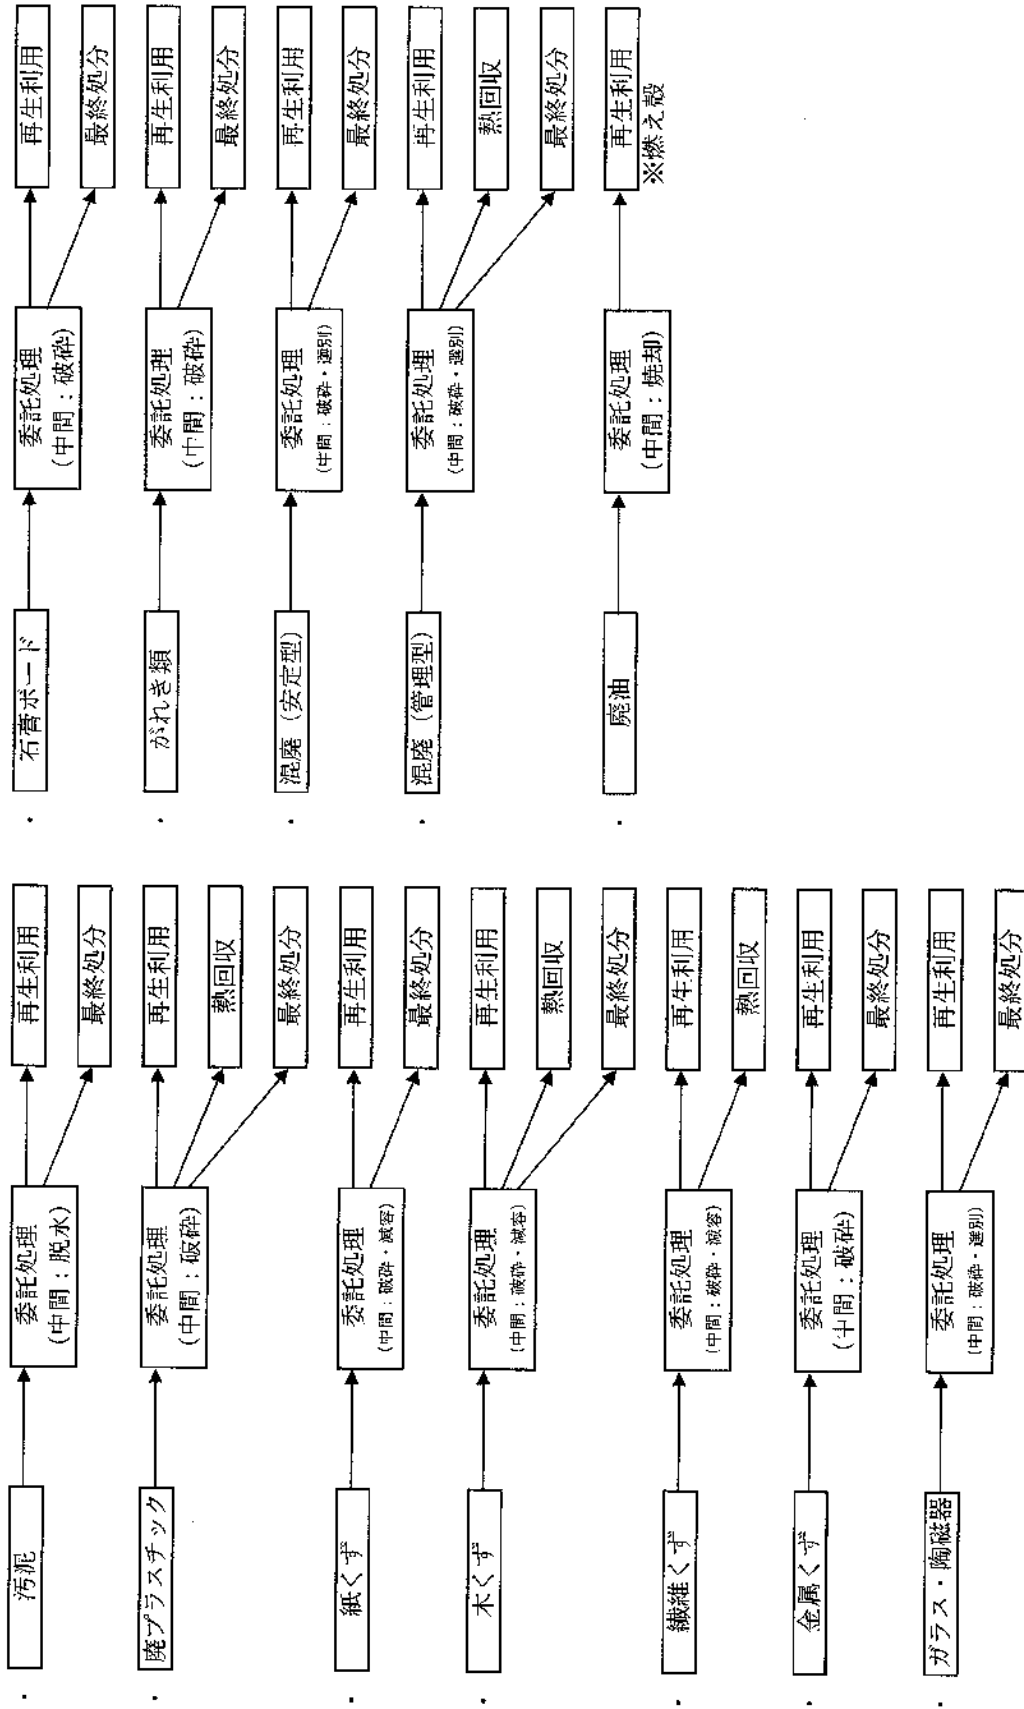 ・ 汚泥
委託処理
(中間：脱水)
再生利用
最終処分
・ 廃プラスチック
委託処理
(中間：破砕)
再生利用
熱回収
最終処分
・ 紙くず
委託処理
(中間：破砕・減容)
再生利用
最終処分
・ 木くず
委託処理
(中間：破砕・減容)
再生利用
熱回収
最終処分
・ 繊維くず
委託処理
(中間：破砕・減容)
再生利用
熱回収
・ 金属くず
委託処理
(中間：破砕)
再生利用
最終処分
・ ガラス・陶磁器
委託処理
(中間：破砕・選別)
再生利用
最終処分
・ 石膏ボード
委託処理
(中間：破砕)
再生利用
最終処分
・ がれき類
委託処理
(中間：破砕)
再生利用
最終処分
・ 混廃（安定型）
委託処理
(中間：破砕・選別)
再生利用
最終処分
・ 混廃（管理型）
委託処理
(中間：破砕・選別)
再生利用
熱回収
最終処分
・ 廃油
委託処理
(中間：焼却)
再生利用
※燃え殻